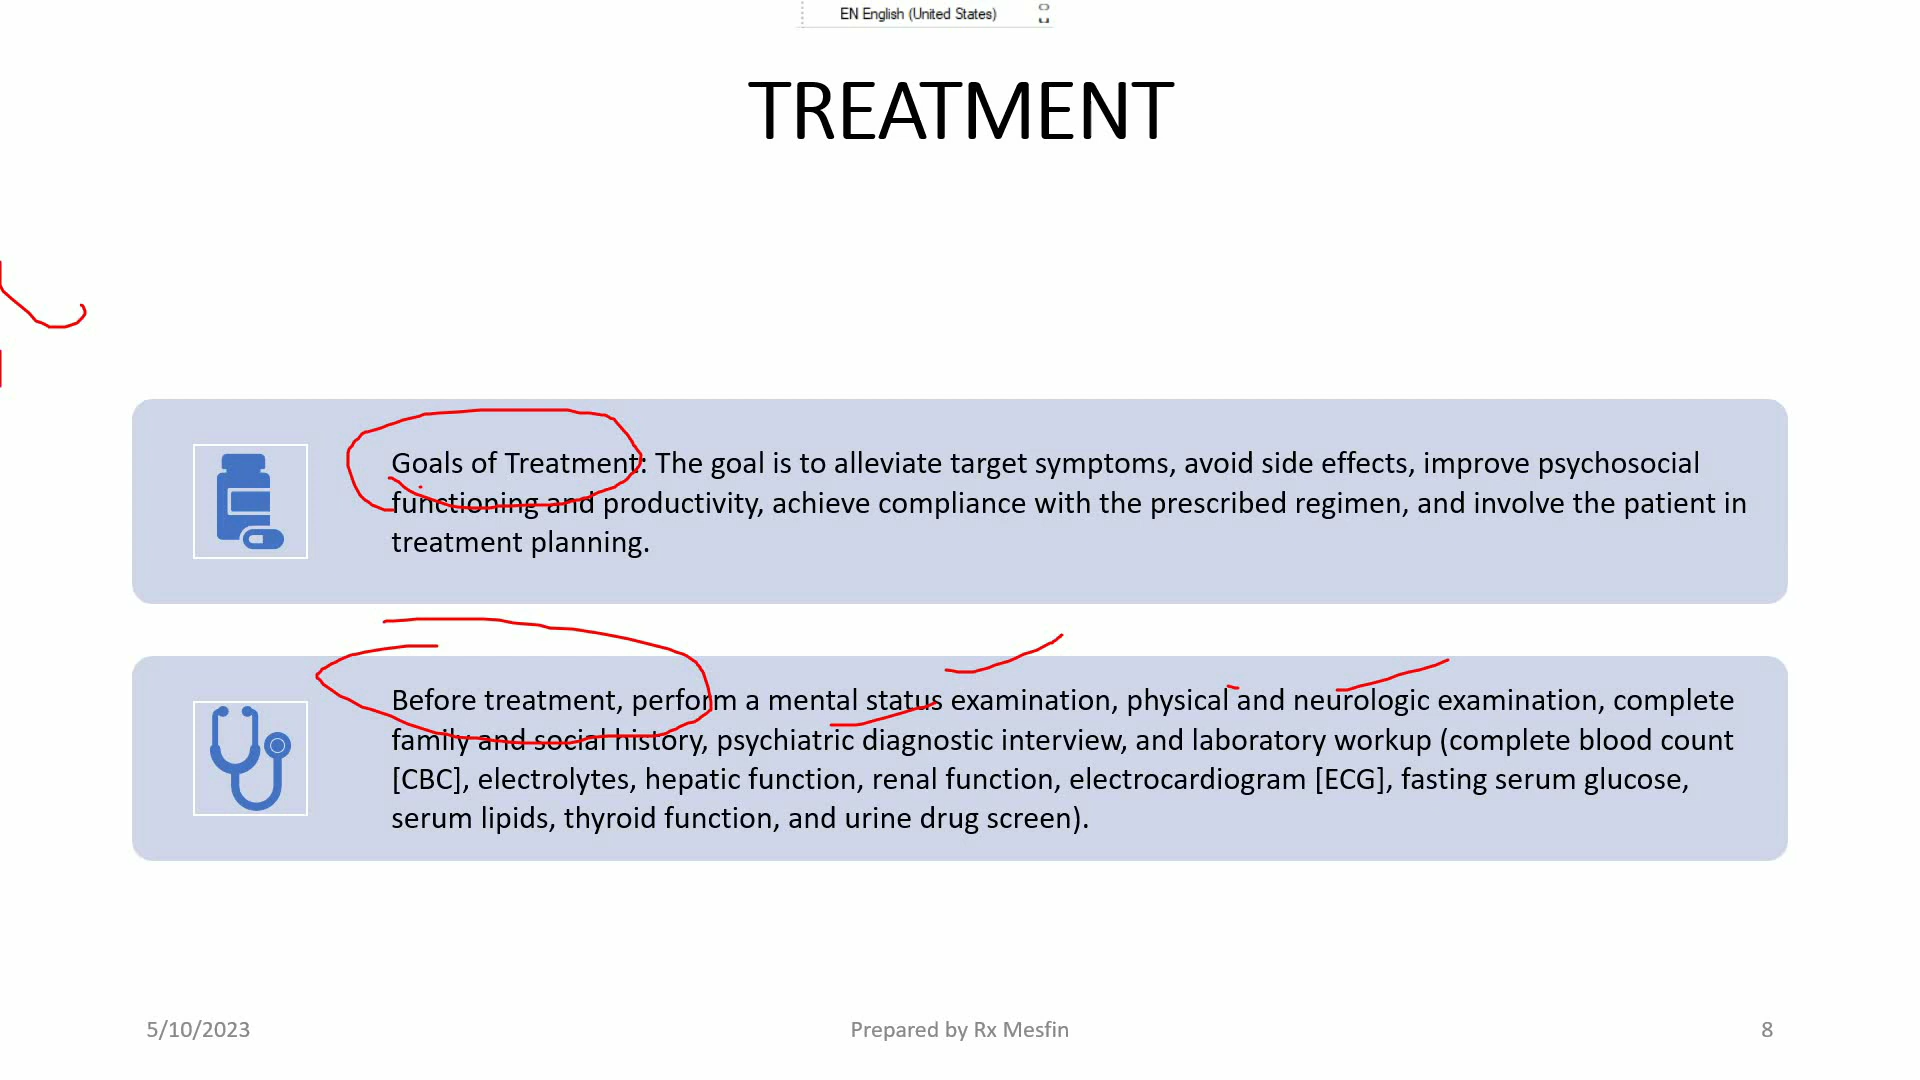 EN English (United States)
TREATMENT
Goals of Treatment: The goal is to alleviate target symptoms, avoid side effects, improve psychosocial
functioning and productivity, achieve compliance with the prescribed regimen, and involve the patient in
treatment planning.
Before treatment, perform a mental status examination, physical and neurologic examination, complete
family and social history, psychiatric diagnostic interview, and laboratory workup (complete blood count
[CBC], electrolytes, hepatic function, renal function, electrocardiogram [ECG], fasting serum glucose,
serum lipids, thyroid function, and urine drug screen).
5/10/2023
Prepared by Rx Mesfin
8